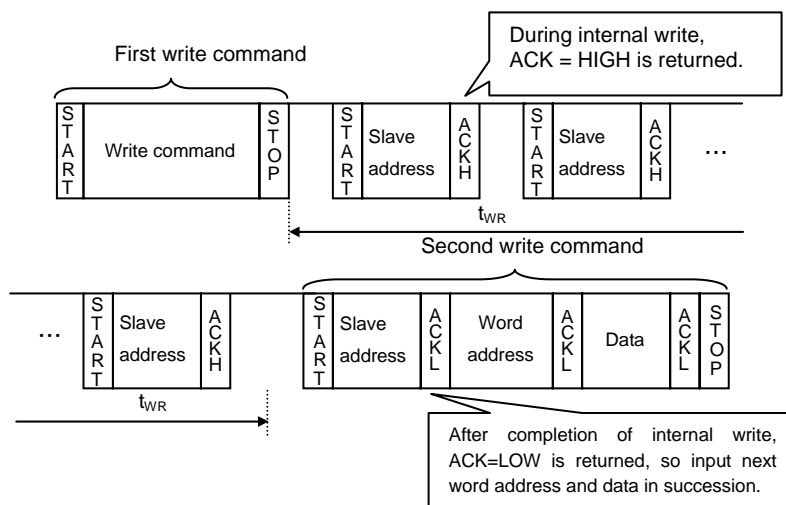 First write command
During internal write,
ACK = HIGH is returned.
START
Write command
STOP
START
Slave
address
ACKH
START
Slave
address
ACKH
...
tWR
Second write command
...
START
Slave
address
ACKH
START
Slave
address
ACKL
Word
address
ACKL
Data
ACKL
STOP
tWR
After completion of internal write,
ACK=LOW is returned, so input next
word address and data in succession.